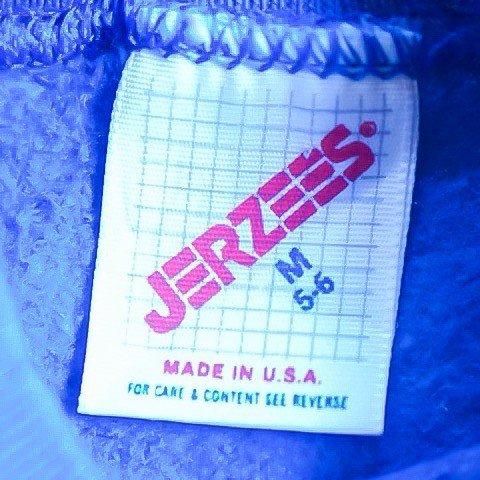 JERZEES®
M
5-6
MADE IN U.S.A.
FOR CARE & CONTENT SEE REVERSE